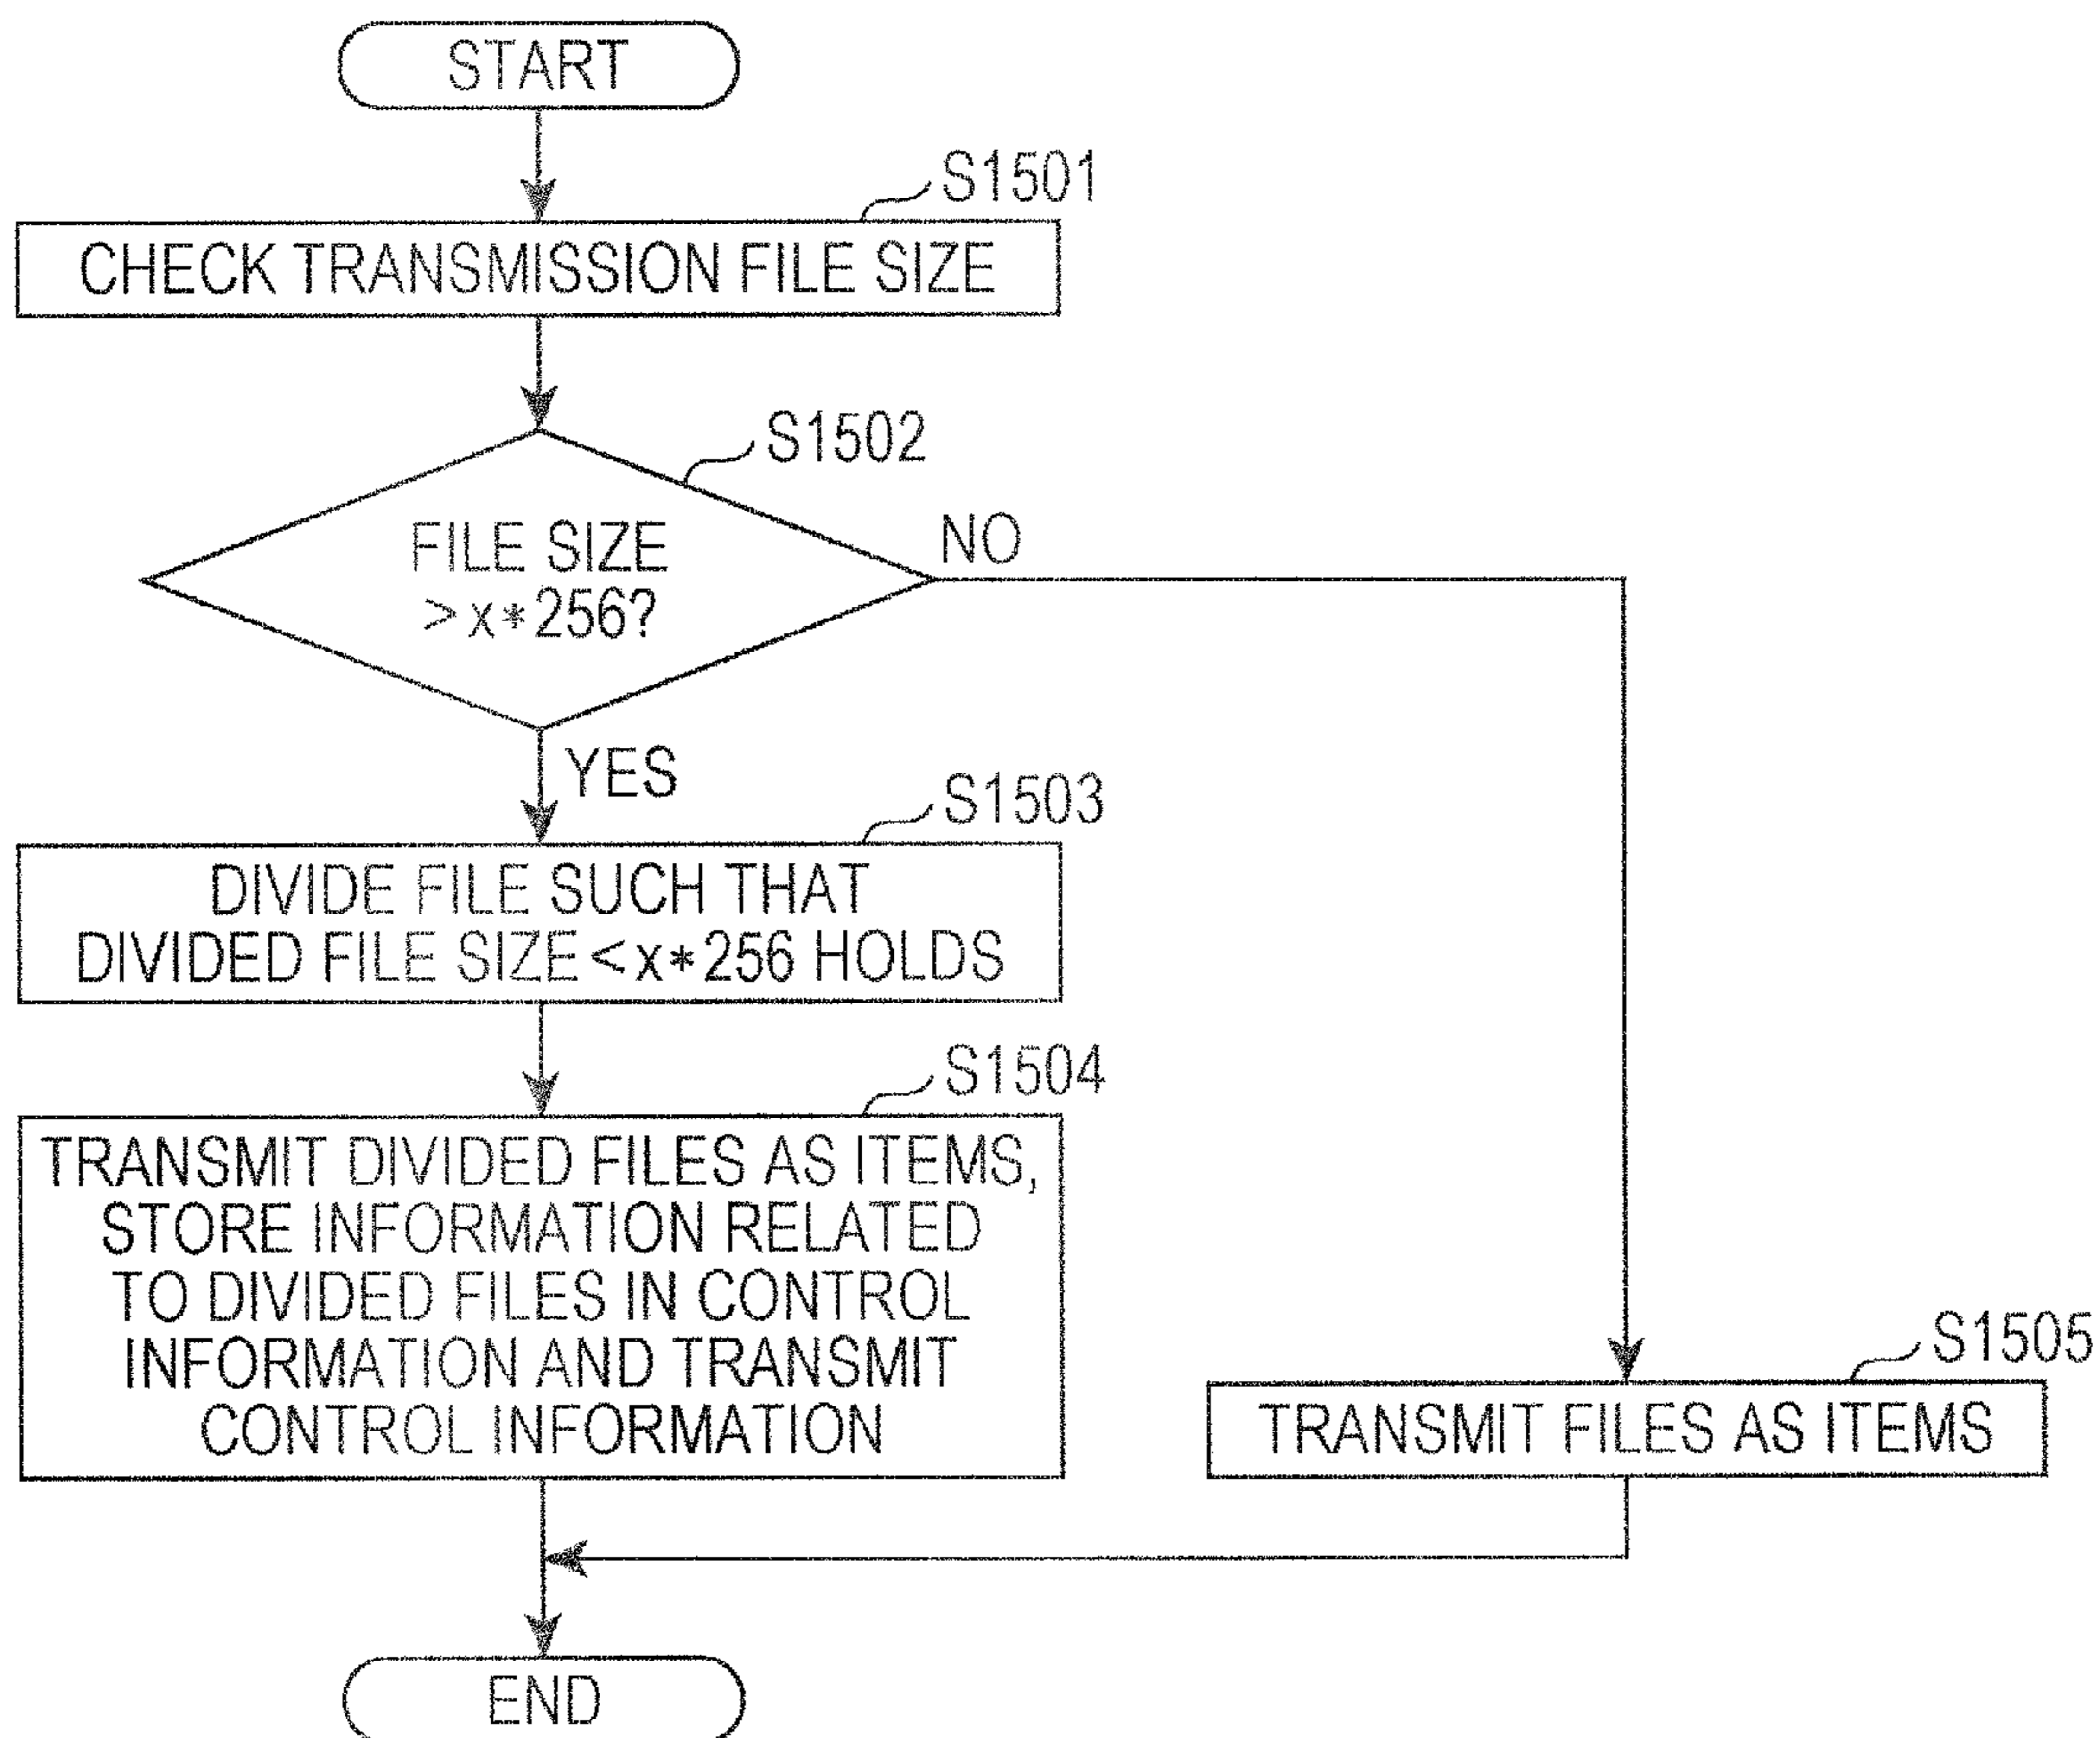 START
S1501
CHECK TRANSMISSION FILE SIZE
S1502
FILE SIZE
>x*256?
NO
YES
S1503
DIVIDE FILE SUCH THAT
DIVIDED FILE SIZE<x*256 HOLDS
S1504
TRANSMIT DIVIDED FILES AS ITEMS,
STORE INFORMATION RELATED
TO DIVIDED FILES IN CONTROL
INFORMATION AND TRANSMIT
CONTROL INFORMATION
S1505
TRANSMIT FILES AS ITEMS
END